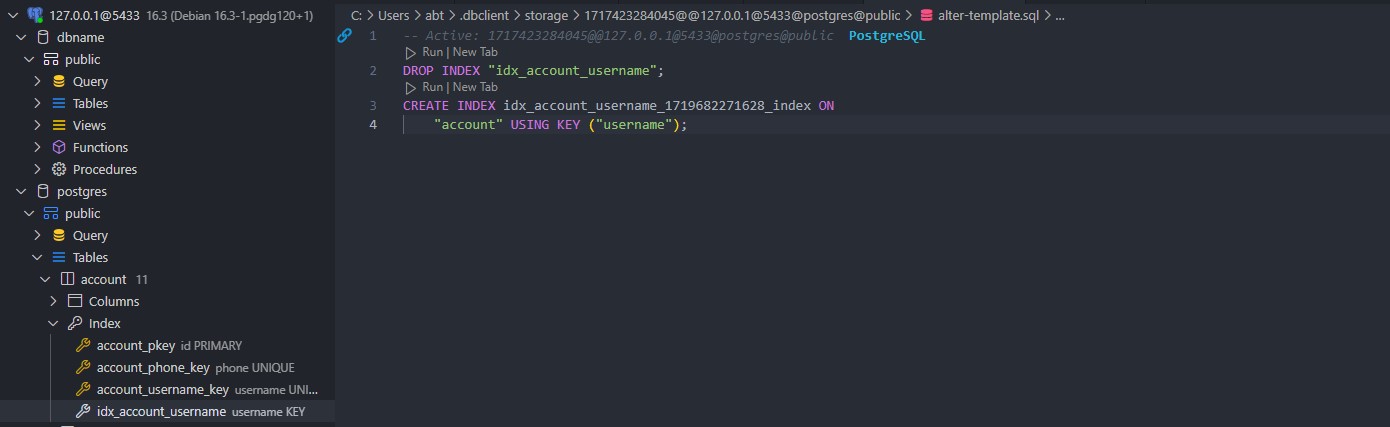 127.0.0.1@5433 16.3 (Debian 16.3-1.pgdg120+1)
dbname
public
Query
Tables
Views
Functions
Procedures
postgres
public
Query
Tables
account 11
Columns
Index
account_pkey id PRIMARY
account_phone_key phone UNIQUE
account_username_key username UNI...
idx_account_username username KEY
C: > Users > abt > .dbclient > storage > 1717423284045@@127.0.0.1@5433@postgres@public > alter-template.sql > ...
1 -- Active: 1717423284045@@127.0.0.1@5433@postgres@public PostgreSQL
Run | New Tab
2 DROP INDEX "idx_account_username";
Run | New Tab
3 CREATE INDEX idx_account_username_1719682271628_index ON
4 "account" USING KEY ("username");